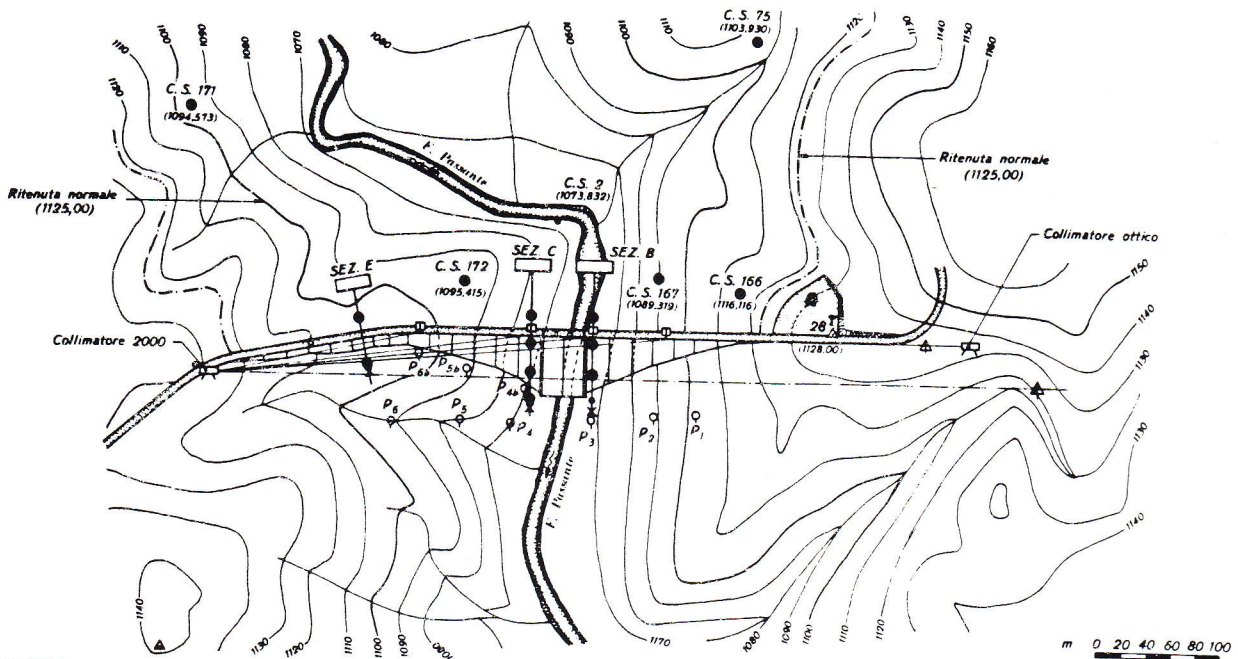 C. S. 75
(1103,930)
1110
1100
1090
1080
1070
1080
1090
1100
1110
1120
1130
1140
1150
1160
C. S. 171
(1094,573)
1120
F. Passante
Ritenuta normale
(1125,00)
Ritenuta normale
(1125,00)
C.S. 2
(1073,832)
Collimatore ottico
SEZ. E
C. S. 172
(1095,415)
SEZ. C
SEZ. B
C.S. 167
(1089,319)
C.S. 166
(1116,116)
1150
28
(1128,00)
1140
Collimatore 2000
1130
P6b
P5b
P4b
P6
P5
P4
P3
P2
P1
1130
F. Passante
1140
1140
1130
1120
1110
1100
1090
1080
1170
1080
1090
1100
1110
1120
m 0 20 40 60 80 100